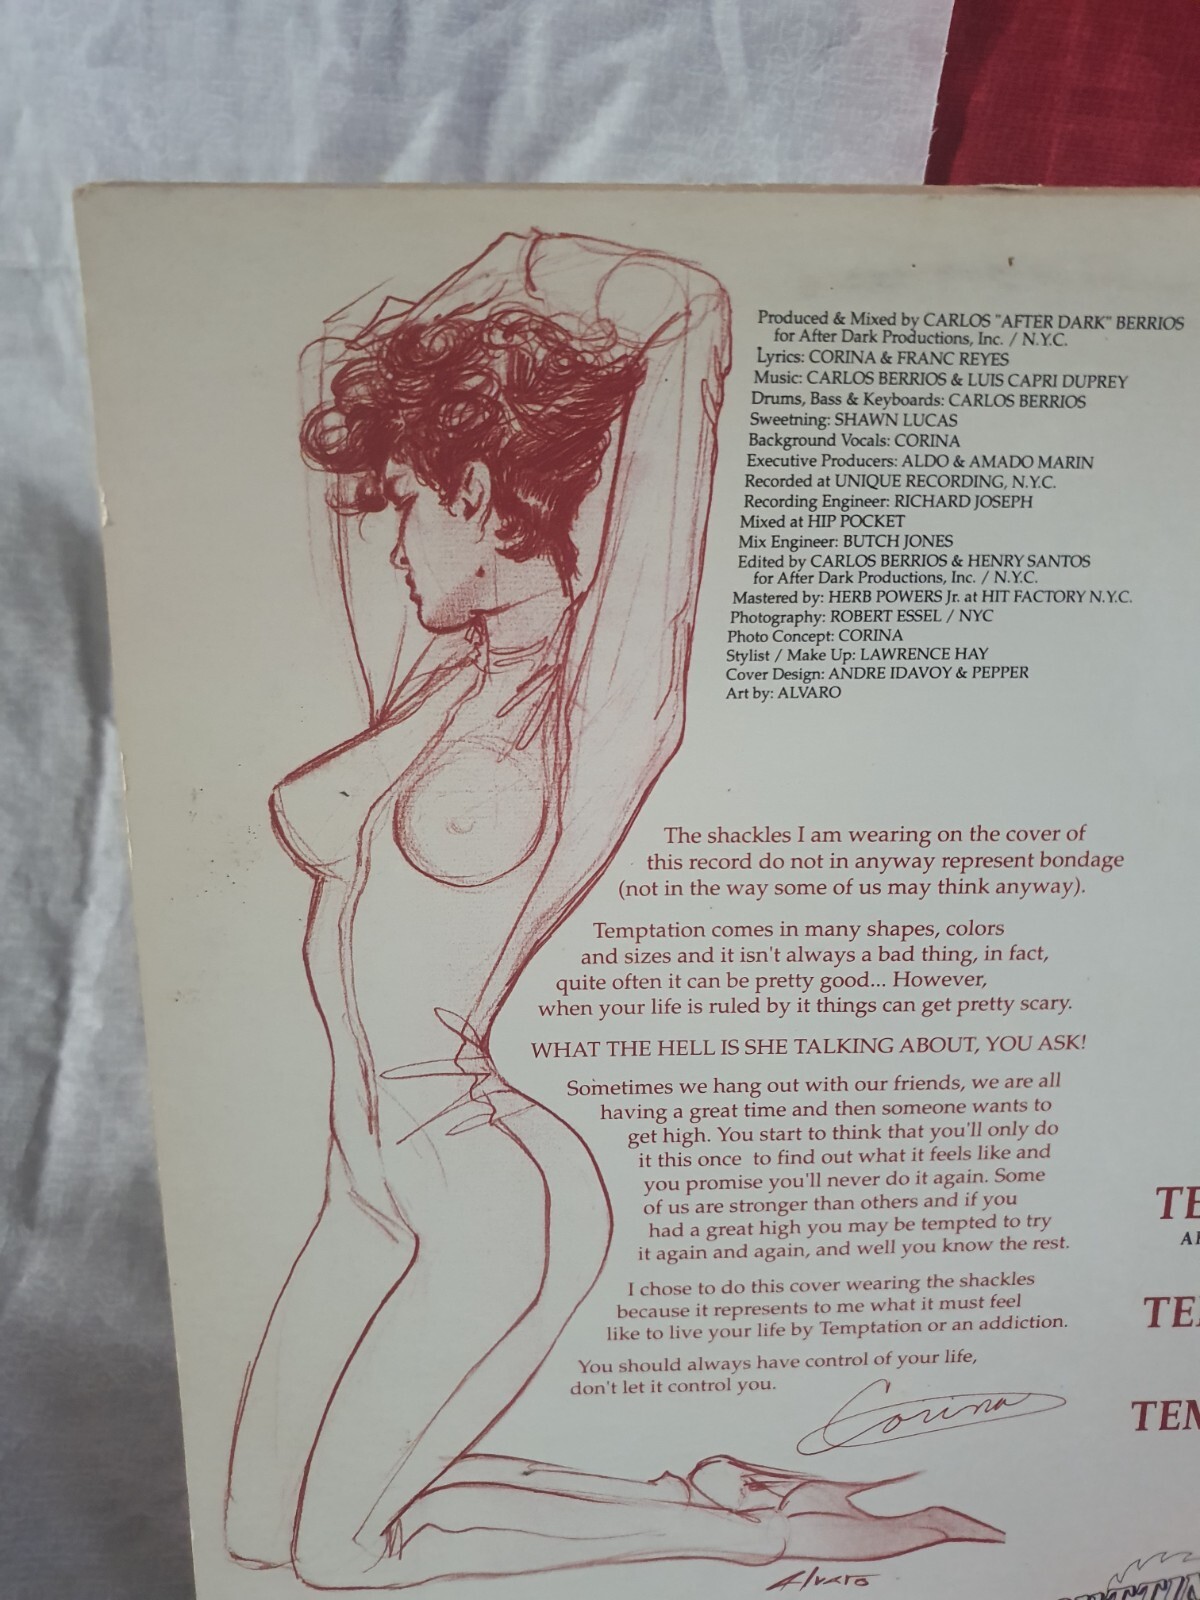 Produced & Mixed by CARLOS "AFTER DARK" BERRIOS
for After Dark Productions, Inc. / N.Y.C.
Lyrics: CORINA & FRANC REYES
Music: CARLOS BERRIOS & LUIS CAPRI DUPREY
Drums, Bass & Keyboards: CARLOS BERRIOS
Sweetning: SHAWN LUCAS
Background Vocals: CORINA
Executive Producers: ALDO & AMADO MARIN
Recorded at UNIQUE RECORDING, N.Y.C.
Recording Engineer: RICHARD JOSEPH
Mixed at HIP POCKET
Mix Engineer: BUTCH JONES
Edited by CARLOS BERRIOS & HENRY SANTOS
for After Dark Productions, Inc. / N.Y.C.
Mastered by: HERB POWERS Jr. at HIT FACTORY N.Y.C.
Photography: ROBERT ESSEL / NYC
Photo Concept: CORINA
Stylist / Make Up: LAWRENCE HAY
Cover Design: ANDRE IDAVOY & PEPPER
Art by: ALVARO
The shackles I am wearing on the cover of
this record do not in anyway represent bondage
(not in the way some of us may think anyway).
Temptation comes in many shapes, colors
and sizes and it isn't always a bad thing, in fact,
quite often it can be pretty good... However,
when your life is ruled by it things can get pretty scary.
WHAT THE HELL IS SHE TALKING ABOUT, YOU ASK!
Sometimes we hang out with our friends, we are all
having a great time and then someone wants to
get high. You start to think that you'll only do
it this once to find out what it feels like and
you promise you'll never do it again. Some
of us are stronger than others and if you
had a great high you may be tempted to try
it again and again, and well you know the rest.
I chose to do this cover wearing the shackles
because it represents to me what it must feel
like to live your life by Temptation or an addiction.
You should always have control of your life,
don't let it control you.
Corina
TE
TE
TEM
Alvaro